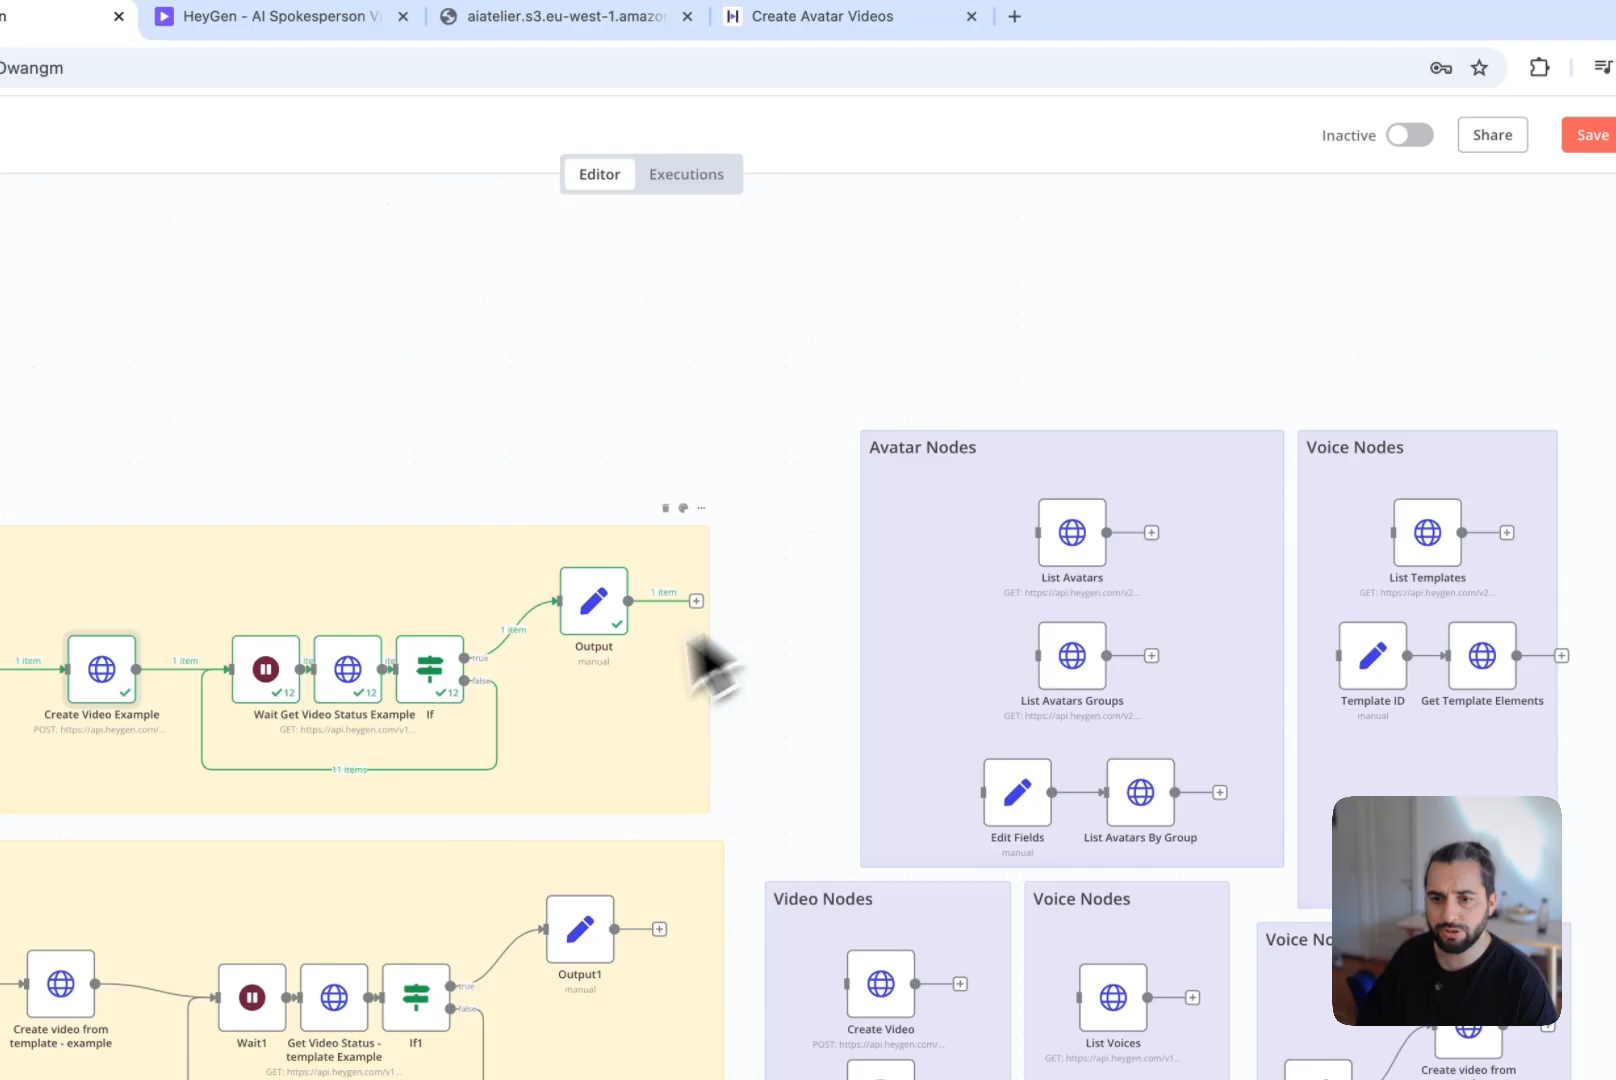 n
HeyGen - AI Spokesperson V
aiatelier.s3.eu-west-1.amazo
Create Avatar Videos
Owangm
Inactive
Share
Save
Editor
Executions
Avatar Nodes
Voice Nodes
List Avatars
GET: https://api.heygen.com/v2...
List Templates
GET: https://api.heygen.com/v2...
1 item
Output
manual
1 item
true
false
1 item
1 item
12
12
12
Create Video Example
POST: https://api.heygen.com/...
Wait
Get Video Status Example
GET: https://api.heygen.com/v1...
If
11 items
List Avatars Groups
GET: https://api.heygen.com/v2...
Template ID
manual
Get Template Elements
Edit Fields
manual
List Avatars By Group
Video Nodes
Voice Nodes
Output1
manual
true
false
Create video from
template - example
Wait1
Get Video Status -
template Example
GET: https://api.heygen.com/v1...
If1
Create Video
POST: https://api.heygen.com/...
List Voices
GET: https://api.heygen.com/v1...
Create video from